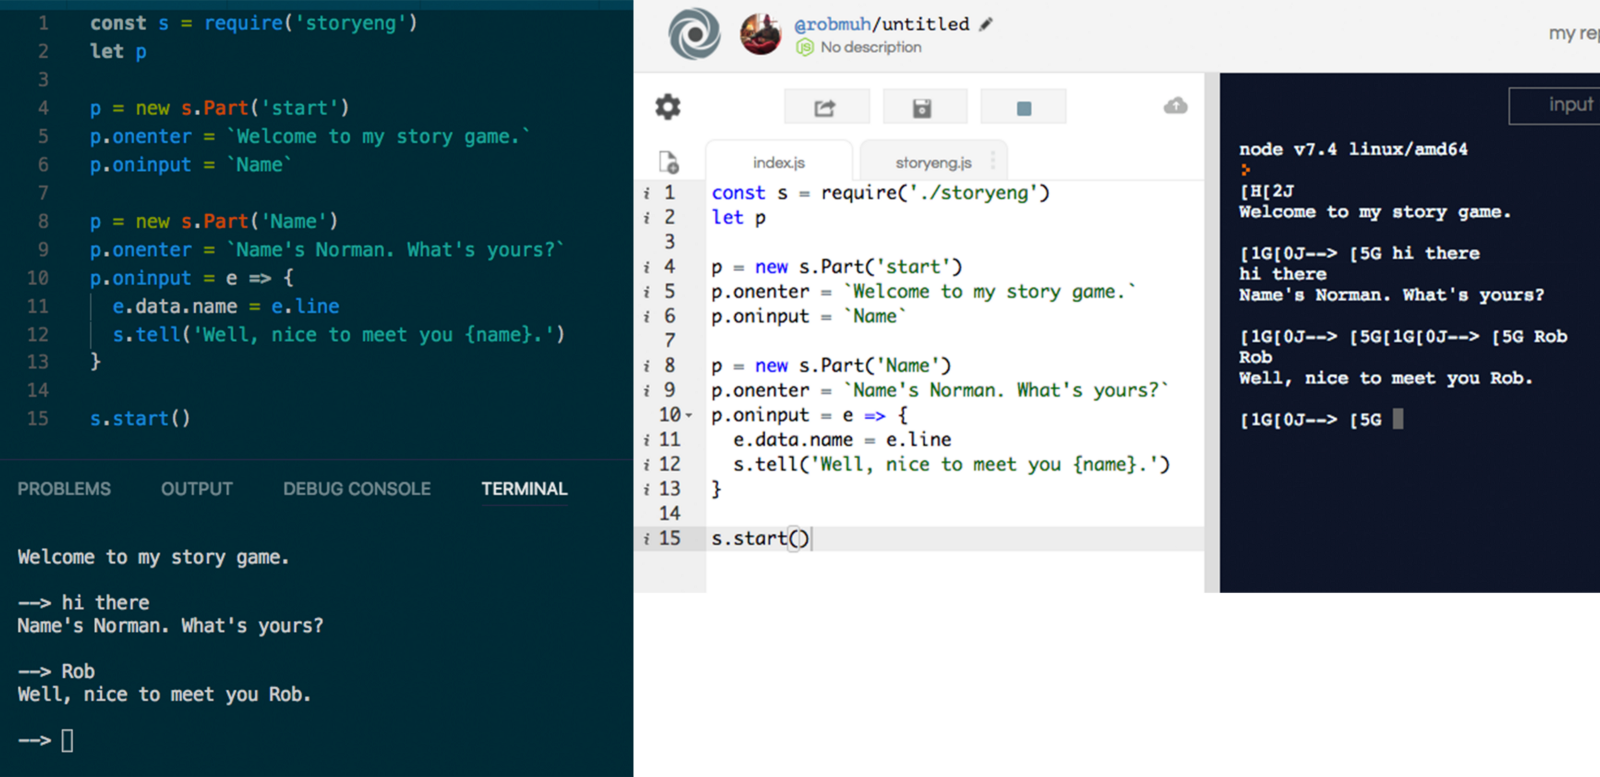 1 const s = require('storyeng')
2 let p
3
4 p = new s.Part('start')
5 p.onenter = `Welcome to my story game.`
6 p.oninput = `Name`
7
8 p = new s.Part('Name')
9 p.onenter = `Name's Norman. What's yours?`
10 p.oninput = e => {
11 e.data.name = e.line
12 s.tell('Well, nice to meet you {name}.')
13 }
14
15 s.start()
PROBLEMS OUTPUT DEBUG CONSOLE TERMINAL
Welcome to my story game.
--> hi there
Name's Norman. What's yours?
--> Rob
Well, nice to meet you Rob.
-->
@robmuh/untitled
No description
my rep
index.js storyeng.js
i 1 const s = require('./storyeng')
i 2 let p
3
i 4 p = new s.Part('start')
i 5 p.onenter = `Welcome to my story game.`
i 6 p.oninput = `Name`
7
i 8 p = new s.Part('Name')
i 9 p.onenter = `Name's Norman. What's yours?`
10 p.oninput = e => {
i 11 e.data.name = e.line
i 12 s.tell('Well, nice to meet you {name}.')
i 13 }
14
i 15 s.start()
input
node v7.4 linux/amd64
>
[H[2J
Welcome to my story game.
[1G[0J--> [5G hi there
hi there
Name's Norman. What's yours?
[1G[0J--> [5G[1G[0J--> [5G Rob
Rob
Well, nice to meet you Rob.
[1G[0J--> [5G